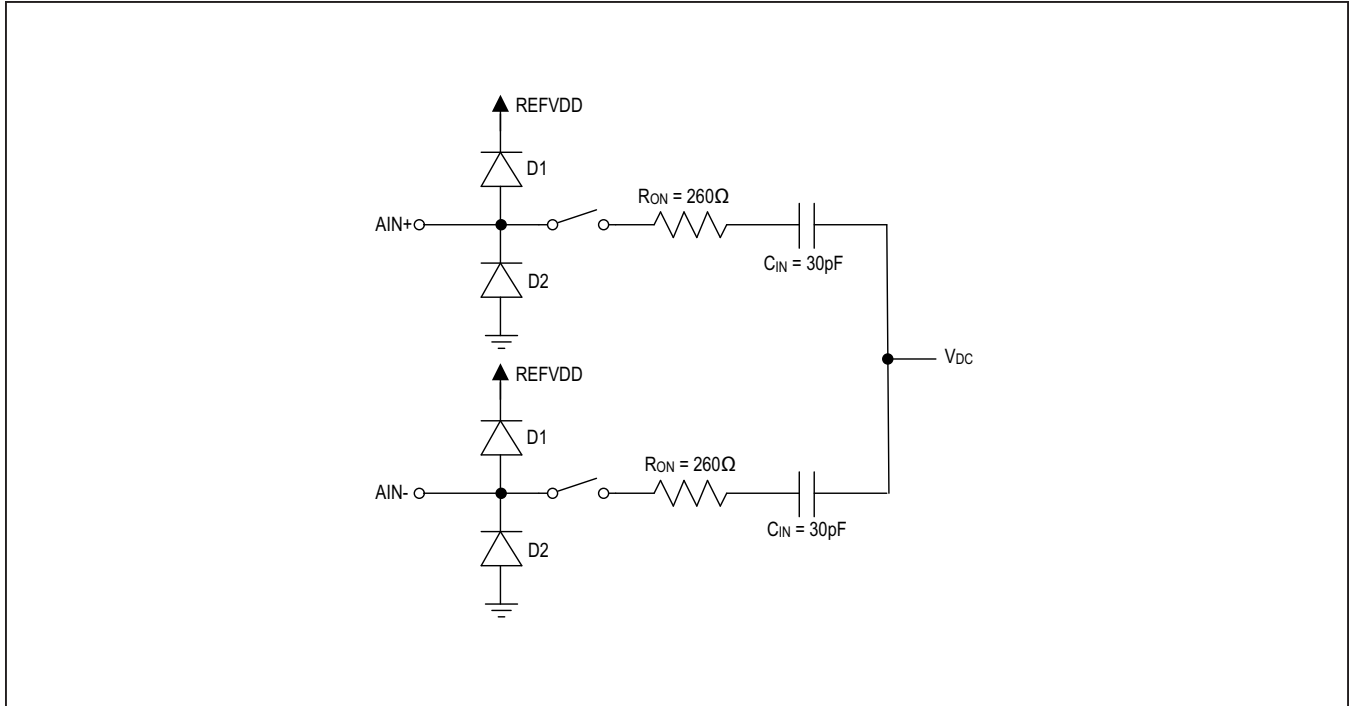 REFVDD
D1
RON = 260Ω
AIN+
CIN = 30pF
D2
VDC
REFVDD
D1
RON = 260Ω
AIN-
CIN = 30pF
D2